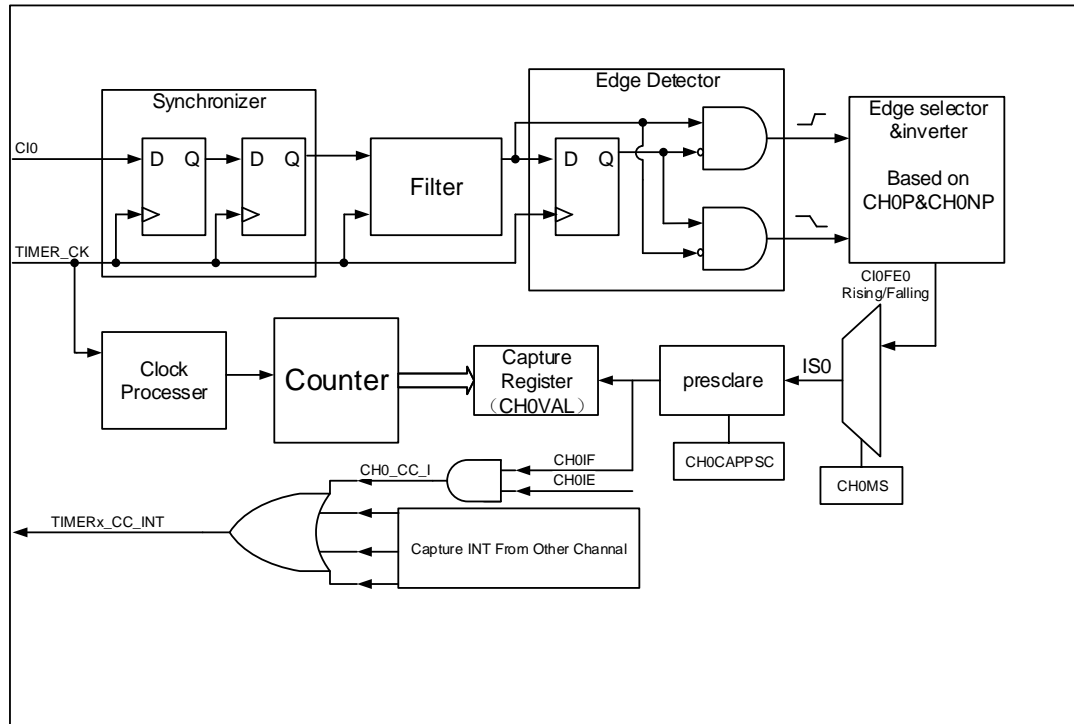 Edge Detector
Synchronizer
Edge selector
&inverter
Based on
CH0P&CH0NP
CI0
D
Q
D
Q
Filter
D
Q
TIMER_CK
CI0FE0
Rising/Falling
Clock
Processer
Counter
Capture
Register
（CH0VAL）
presclare
IS0
CH0CAPPSC
CH0MS
CH0IF
CH0IE
CH0_CC_I
TIMERx_CC_INT
Capture INT From Other Channel